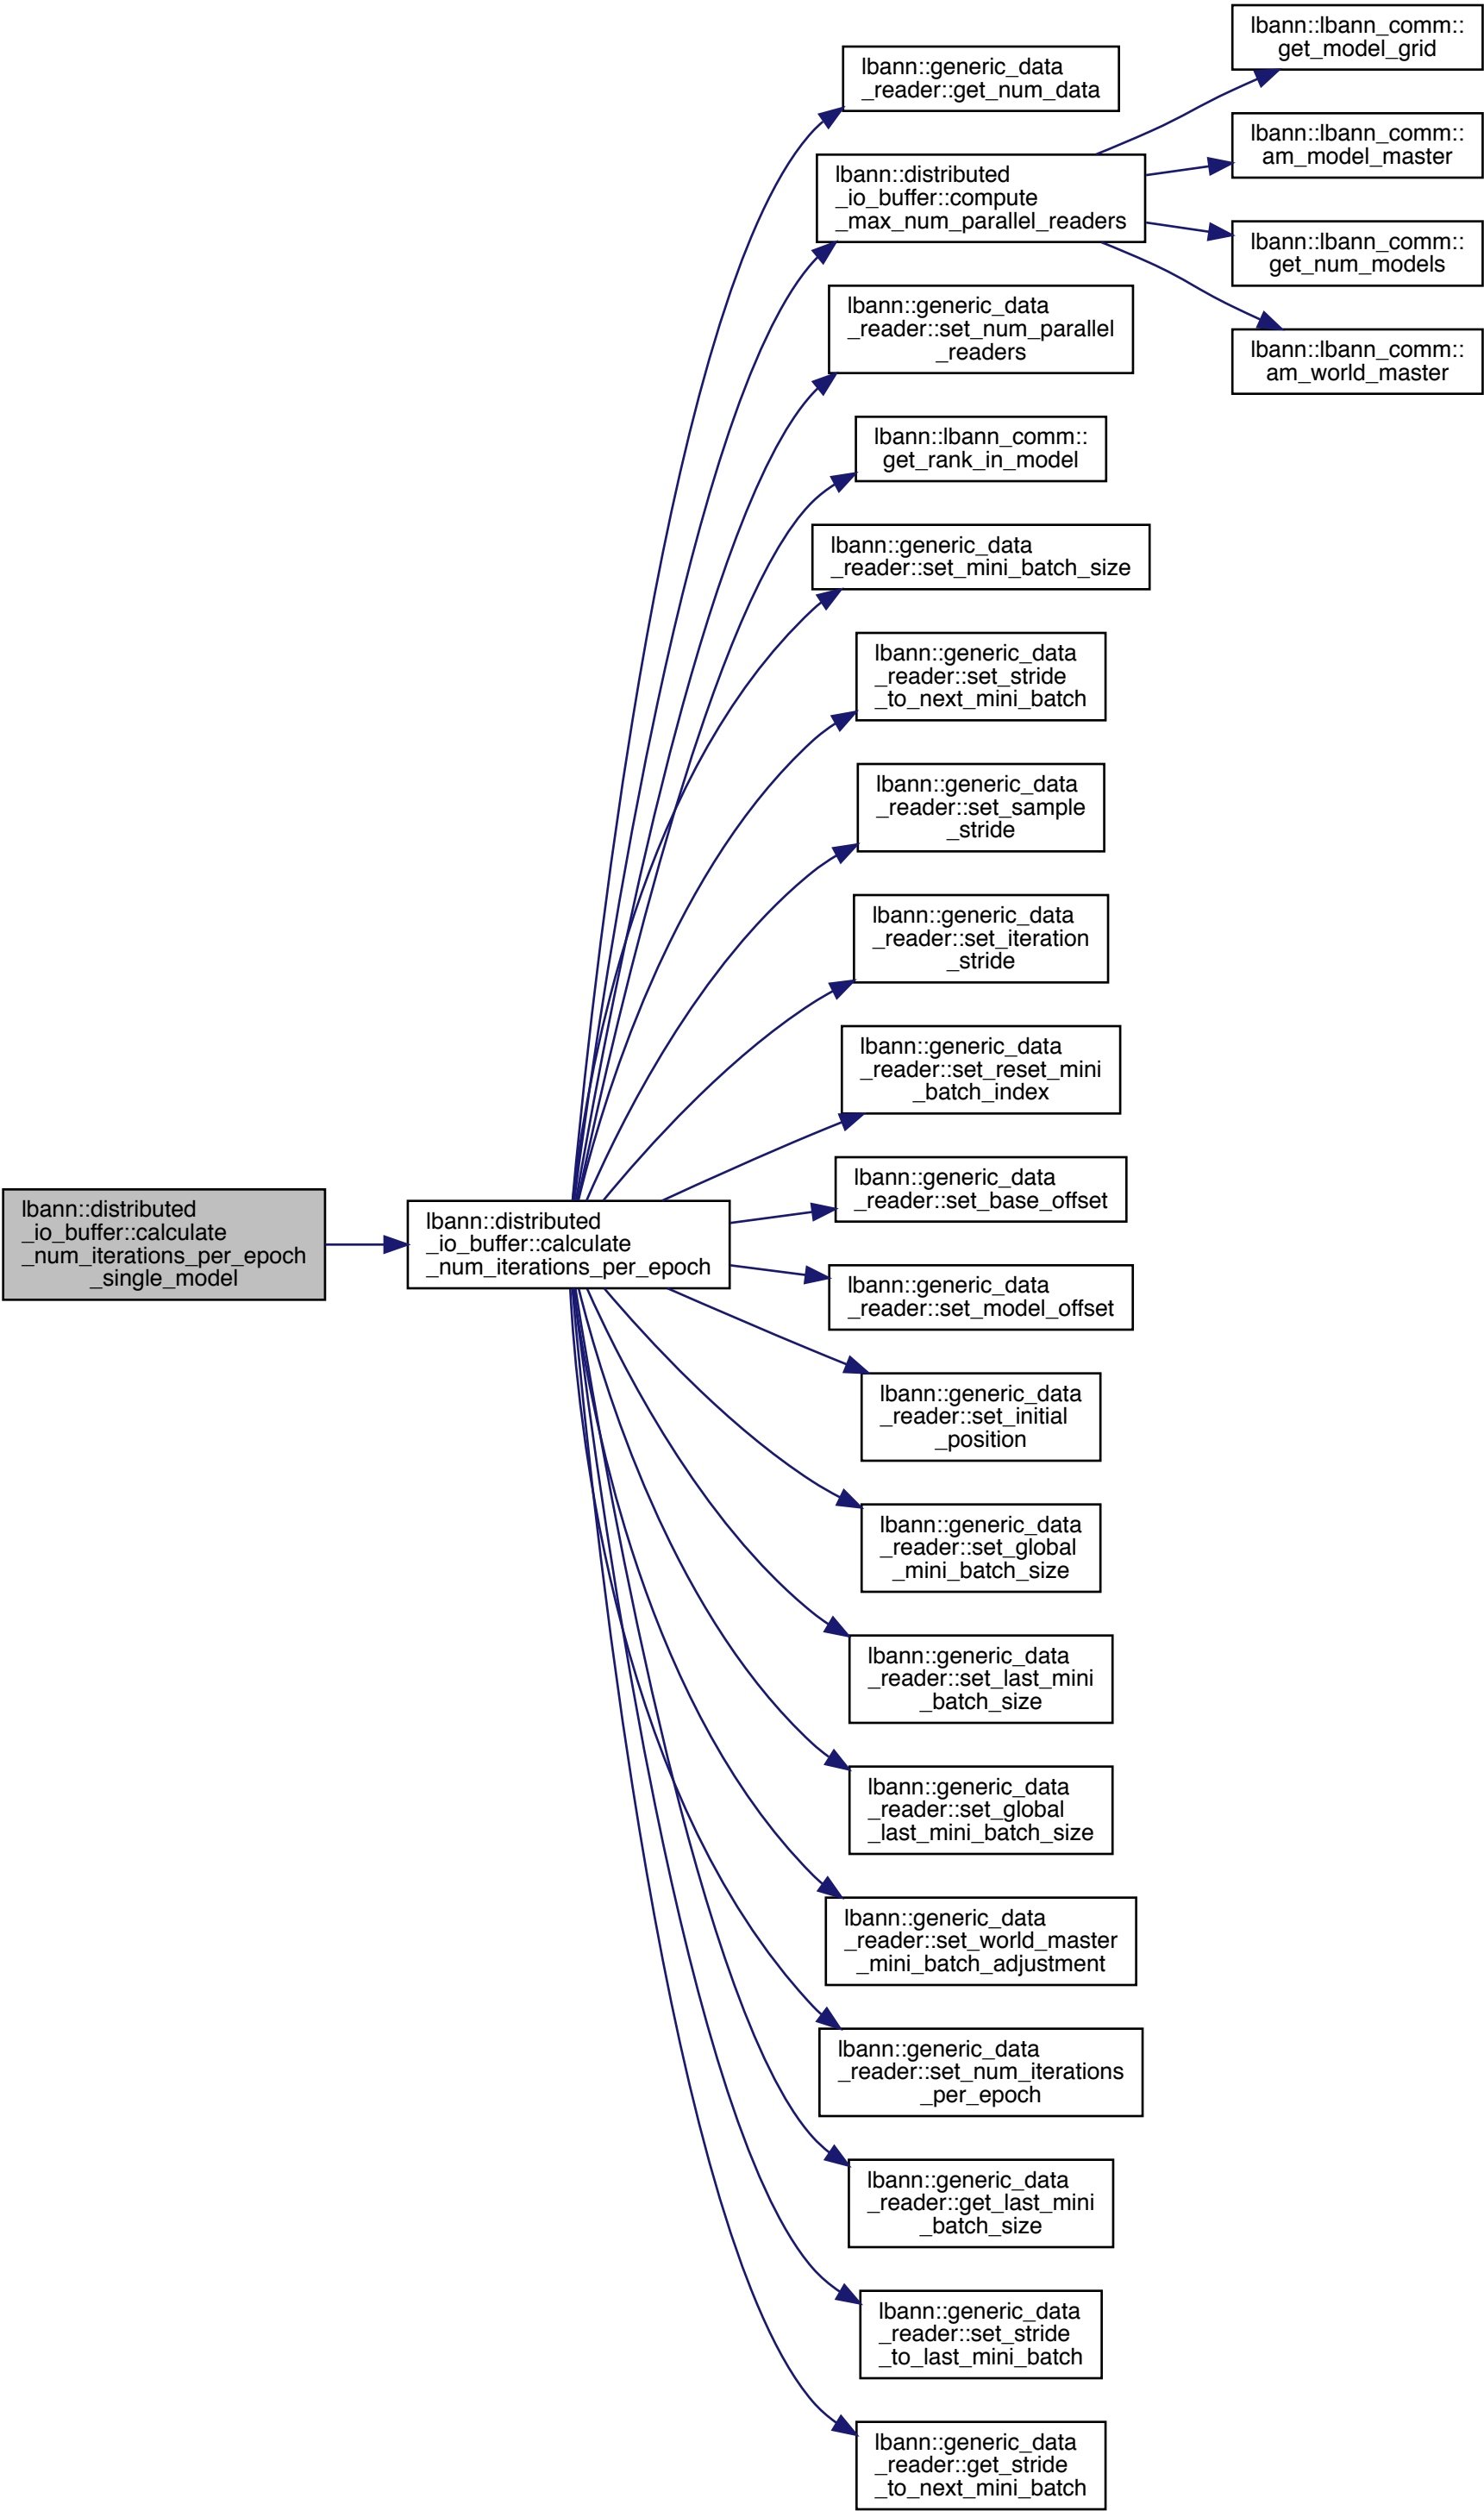 lbann::distributed
_io_buffer::calculate
_num_iterations_per_epoch
_single_model
lbann::distributed
_io_buffer::calculate
_num_iterations_per_epoch
lbann::generic_data
_reader::get_num_data
lbann::distributed
_io_buffer::compute
_max_num_parallel_readers
lbann::lbann_comm::
get_model_grid
lbann::lbann_comm::
am_model_master
lbann::lbann_comm::
get_num_models
lbann::lbann_comm::
am_world_master
lbann::generic_data
_reader::set_num_parallel
_readers
lbann::lbann_comm::
get_rank_in_model
lbann::generic_data
_reader::set_mini_batch_size
lbann::generic_data
_reader::set_stride
_to_next_mini_batch
lbann::generic_data
_reader::set_sample
_stride
lbann::generic_data
_reader::set_iteration
_stride
lbann::generic_data
_reader::set_reset_mini
_batch_index
lbann::generic_data
_reader::set_base_offset
lbann::generic_data
_reader::set_model_offset
lbann::generic_data
_reader::set_initial
_position
lbann::generic_data
_reader::set_global
_mini_batch_size
lbann::generic_data
_reader::set_last_mini
_batch_size
lbann::generic_data
_reader::set_global
_last_mini_batch_size
lbann::generic_data
_reader::set_world_master
_mini_batch_adjustment
lbann::generic_data
_reader::set_num_iterations
_per_epoch
lbann::generic_data
_reader::get_last_mini
_batch_size
lbann::generic_data
_reader::set_stride
_to_last_mini_batch
lbann::generic_data
_reader::get_stride
_to_next_mini_batch